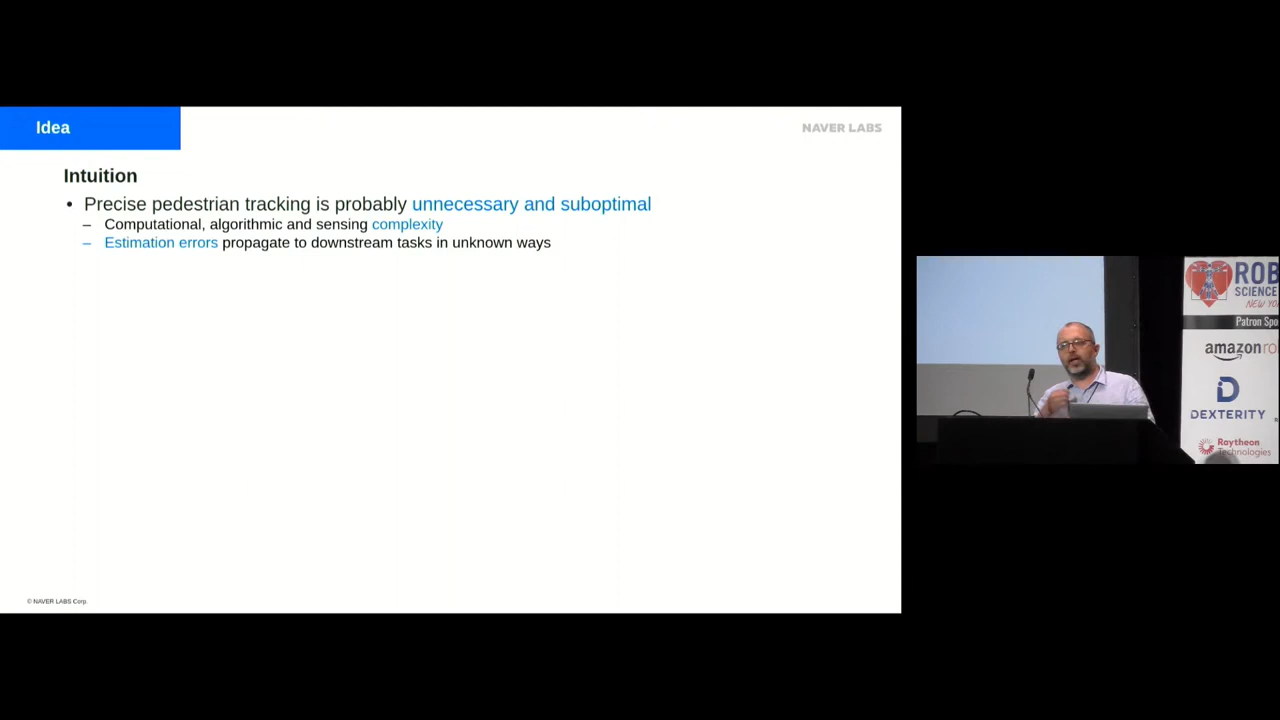 Idea
NAVER LABS
Intuition
• Precise pedestrian tracking is probably unnecessary and suboptimal
– Computational, algorithmic and sensing complexity
– Estimation errors propagate to downstream tasks in unknown ways
© NAVER LABS Corp.
ROB
SCIENCE
NEW YO
Patron Spo
amazonro
DEXTERITY
Raytheon
Technologies